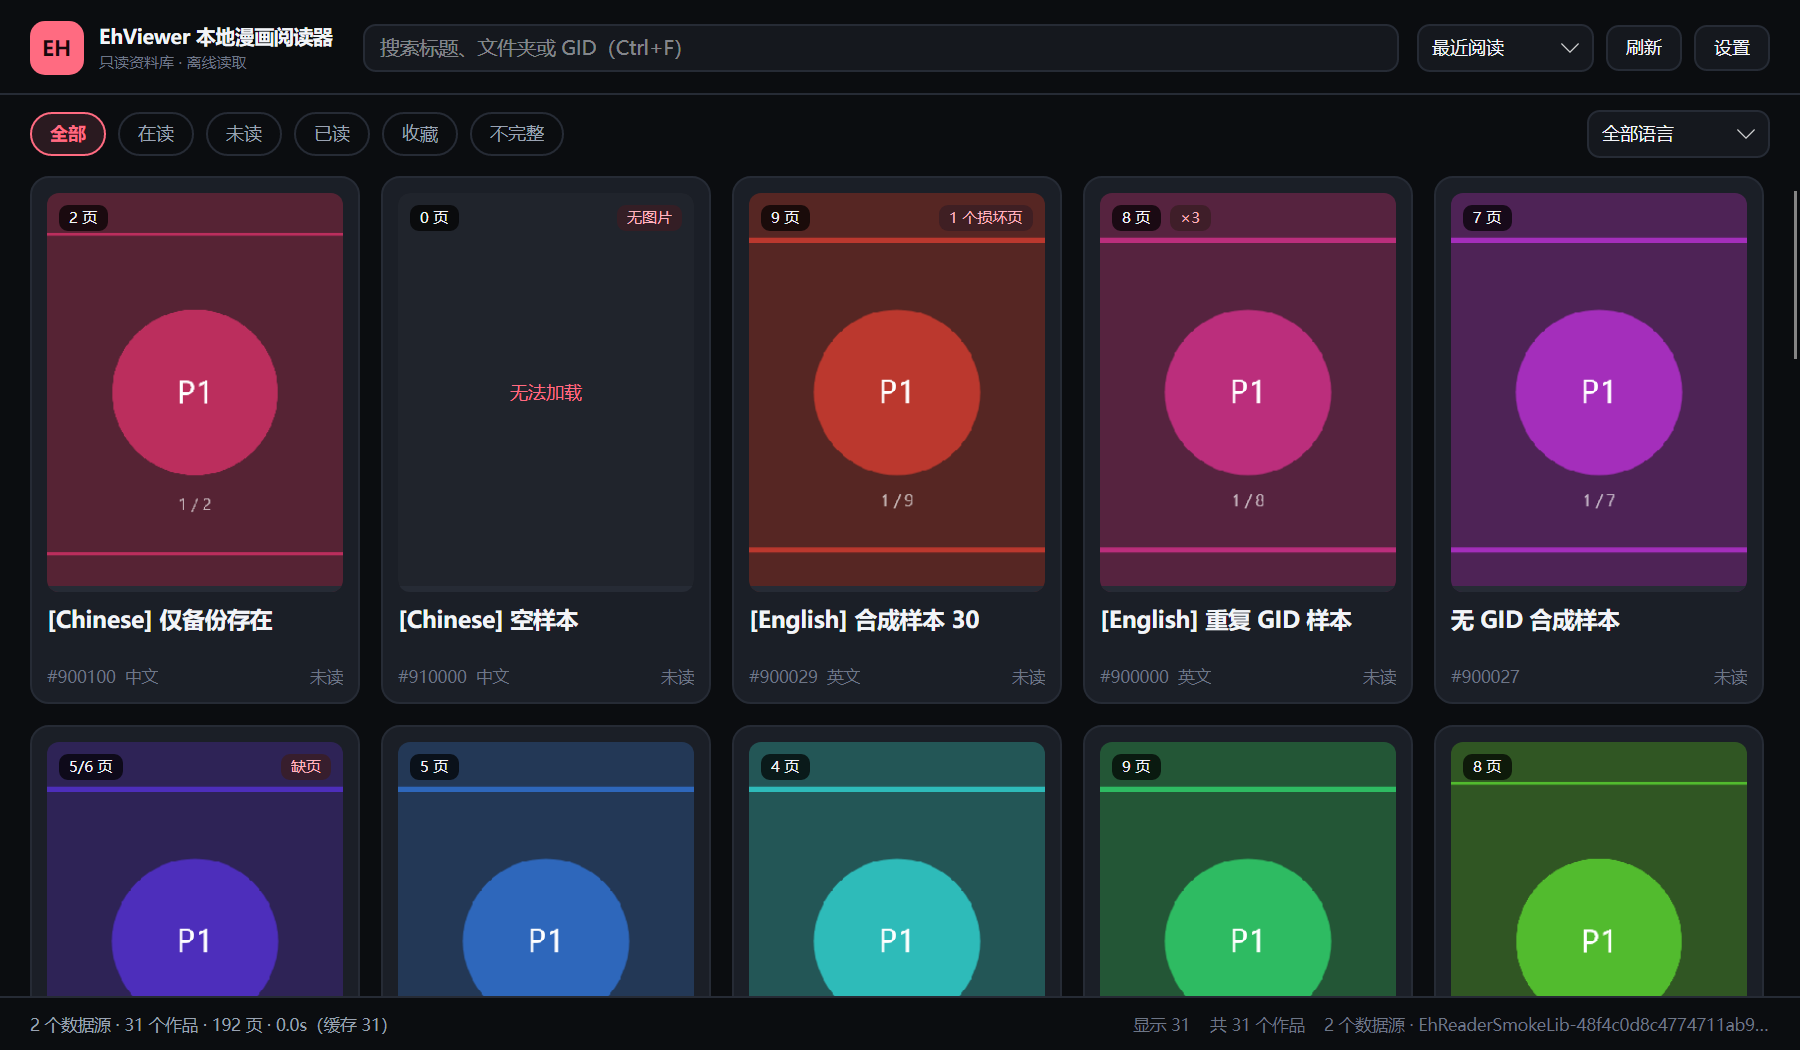 EH
EhViewer 本地漫画阅读器
只读资料库 · 离线读取
搜索标题、文件夹或 GID（Ctrl+F）
最近阅读
刷新
设置
全部
在读
未读
已读
收藏
不完整
全部语言
2 页
P1
1 / 2
[Chinese] 仅备份存在
#900100 中文
未读
0 页
无图片
无法加载
[Chinese] 空样本
#910000 中文
未读
9 页
1 个损坏页
P1
1 / 9
[English] 合成样本 30
#900029 英文
未读
8 页
×3
P1
1 / 8
[English] 重复 GID 样本
#900000 英文
未读
7 页
P1
1 / 7
无 GID 合成样本
#900027
未读
5/6 页
缺页
P1
5 页
P1
4 页
P1
9 页
P1
8 页
P1
2 个数据源 · 31 个作品 · 192 页 · 0.0s（缓存 31）
显示 31
共 31 个作品
2 个数据源 · EhReaderSmokeLib-48f4c0d8c4774711ab9...